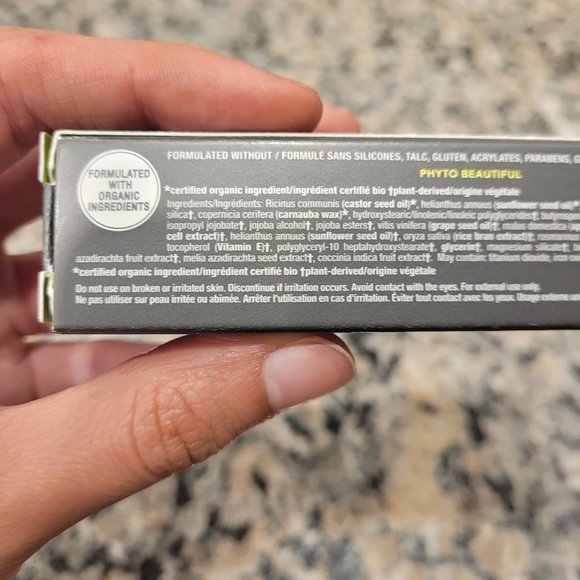 FORMULATED
WITH
ORGANIC
INGREDIENTS
FORMULATED WITHOUT / FORMULÉ SANS SILICONES, TALC, GLUTEN, ACRYLATES, PARABENS, G
PHYTO BEAUTIFUL
*certified organic ingredient/ingrédient certifié bio †plant-derived/origine végétale
Ingredients/Ingrédients: Ricinus communis (castor seed oil)*, helianthus annuus (sunflower seed oil)*
silica†, copernicia cerifera (carnauba wax)*, hydroxystearic/linolenic/linoleic polyglycerides†, butyrosper
isopropyl jojobate†, jojoba alcohol†, jojoba esters†, vitis vinifera (grape seed oil)†, malus domestica (ap
cell extract)†, helianthus annuus (sunflower seed oil)†, oryza sativa (rice bran extract)†, rosm
tocopherol (Vitamin E)†, polyglyceryl-10 heptahydroxystearate†, glycerin†, magnesium silicate†,
azadirachta fruit extract†, melia azadirachta seed extract†, coccinia indica fruit extract†. May contain: titanium dioxide, iron oxi
*certified organic ingredient/ingrédient certifié bio †plant-derived/origine végétale
Do not use on broken or irritated skin. Discontinue if irritation occurs. Avoid contact with the eyes. For external use only.
Ne pas utiliser sur peau irritée ou abimée. Arrêter l'utilisation en cas d'irritation. Éviter tout contact avec les yeux. Usage externe u